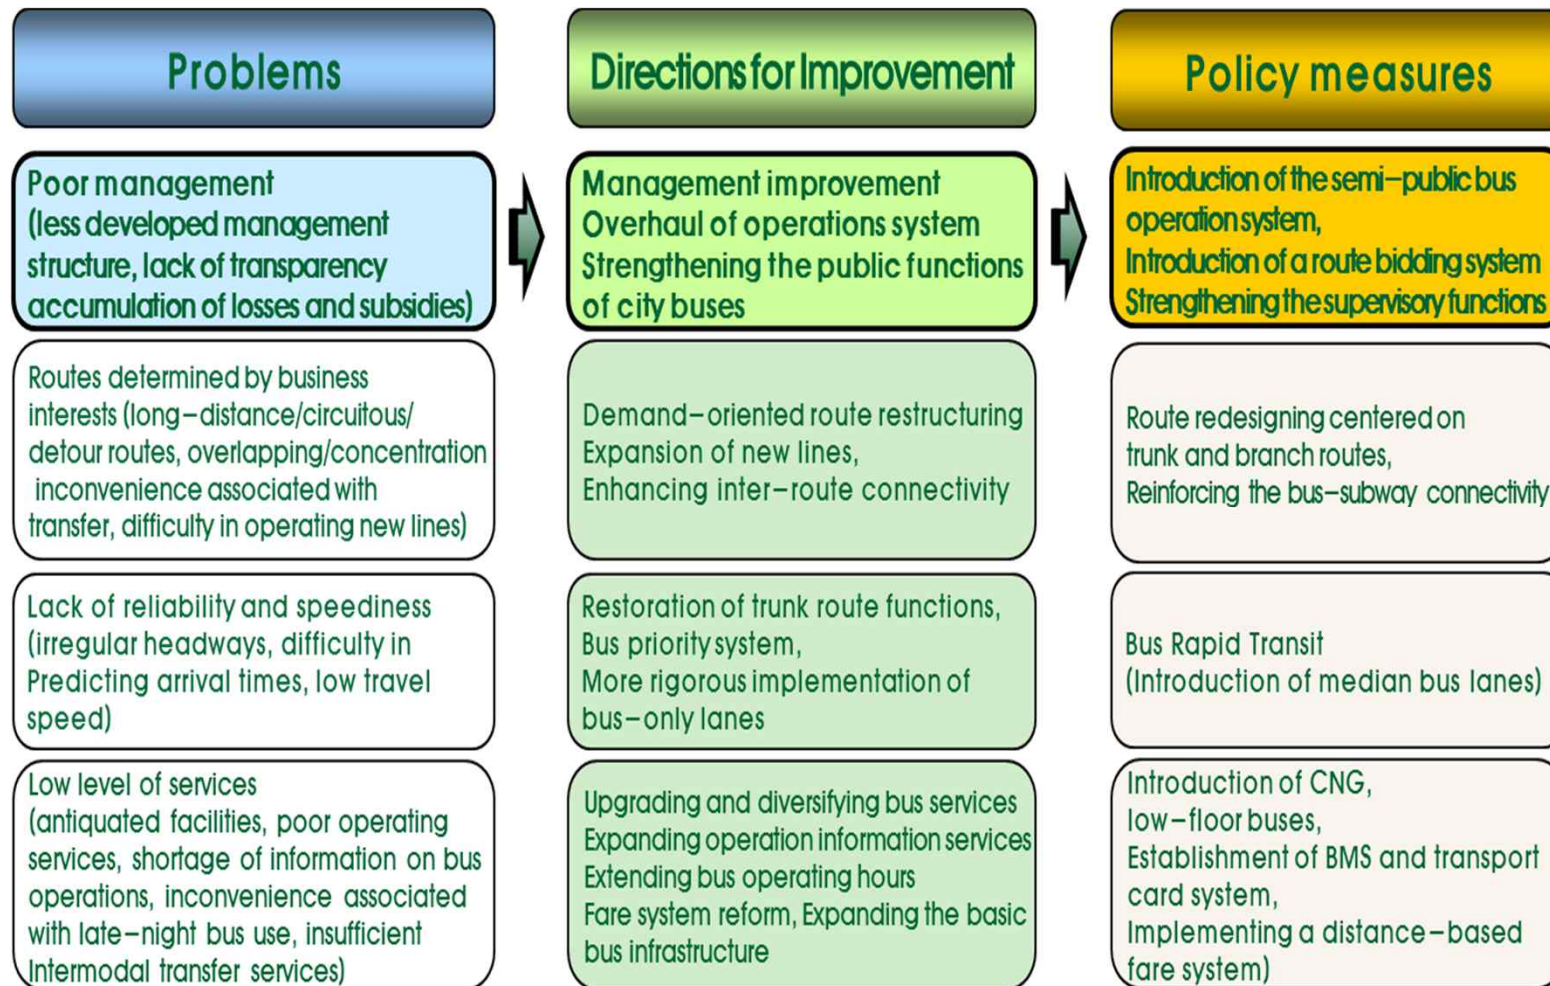 Problems
Directions for Improvement
Policy measures
Poor management
(less developed management
structure, lack of transparency
accumulation of losses and subsidies)
Management improvement
Overhaul of operations system
Strengthening the public functions
of city buses
Introduction of the semi-public bus
operation system,
Introduction of a route bidding system
Strengthening the supervisory functions
Routes determined by business
interests (long-distance/circuitous/
detour routes, overlapping/concentration
inconvenience associated with
transfer, difficulty in operating new lines)
Demand-oriented route restructuring
Expansion of new lines,
Enhancing inter-route connectivity
Route redesigning centered on
trunk and branch routes,
Reinforcing the bus-subway connectivity
Lack of reliability and speediness
(irregular headways, difficulty in
Predicting arrival times, low travel
speed)
Restoration of trunk route functions,
Bus priority system,
More rigorous implementation of
bus-only lanes
Bus Rapid Transit
(Introduction of median bus lanes)
Low level of services
(antiquated facilities, poor operating
services, shortage of information on bus
operations, inconvenience associated
with late-night bus use, insufficient
Intermodal transfer services)
Upgrading and diversifying bus services
Expanding operation information services
Extending bus operating hours
Fare system reform, Expanding the basic
bus infrastructure
Introduction of CNG,
low-floor buses,
Establishment of BMS and transport
card system,
Implementing a distance-based
fare system)